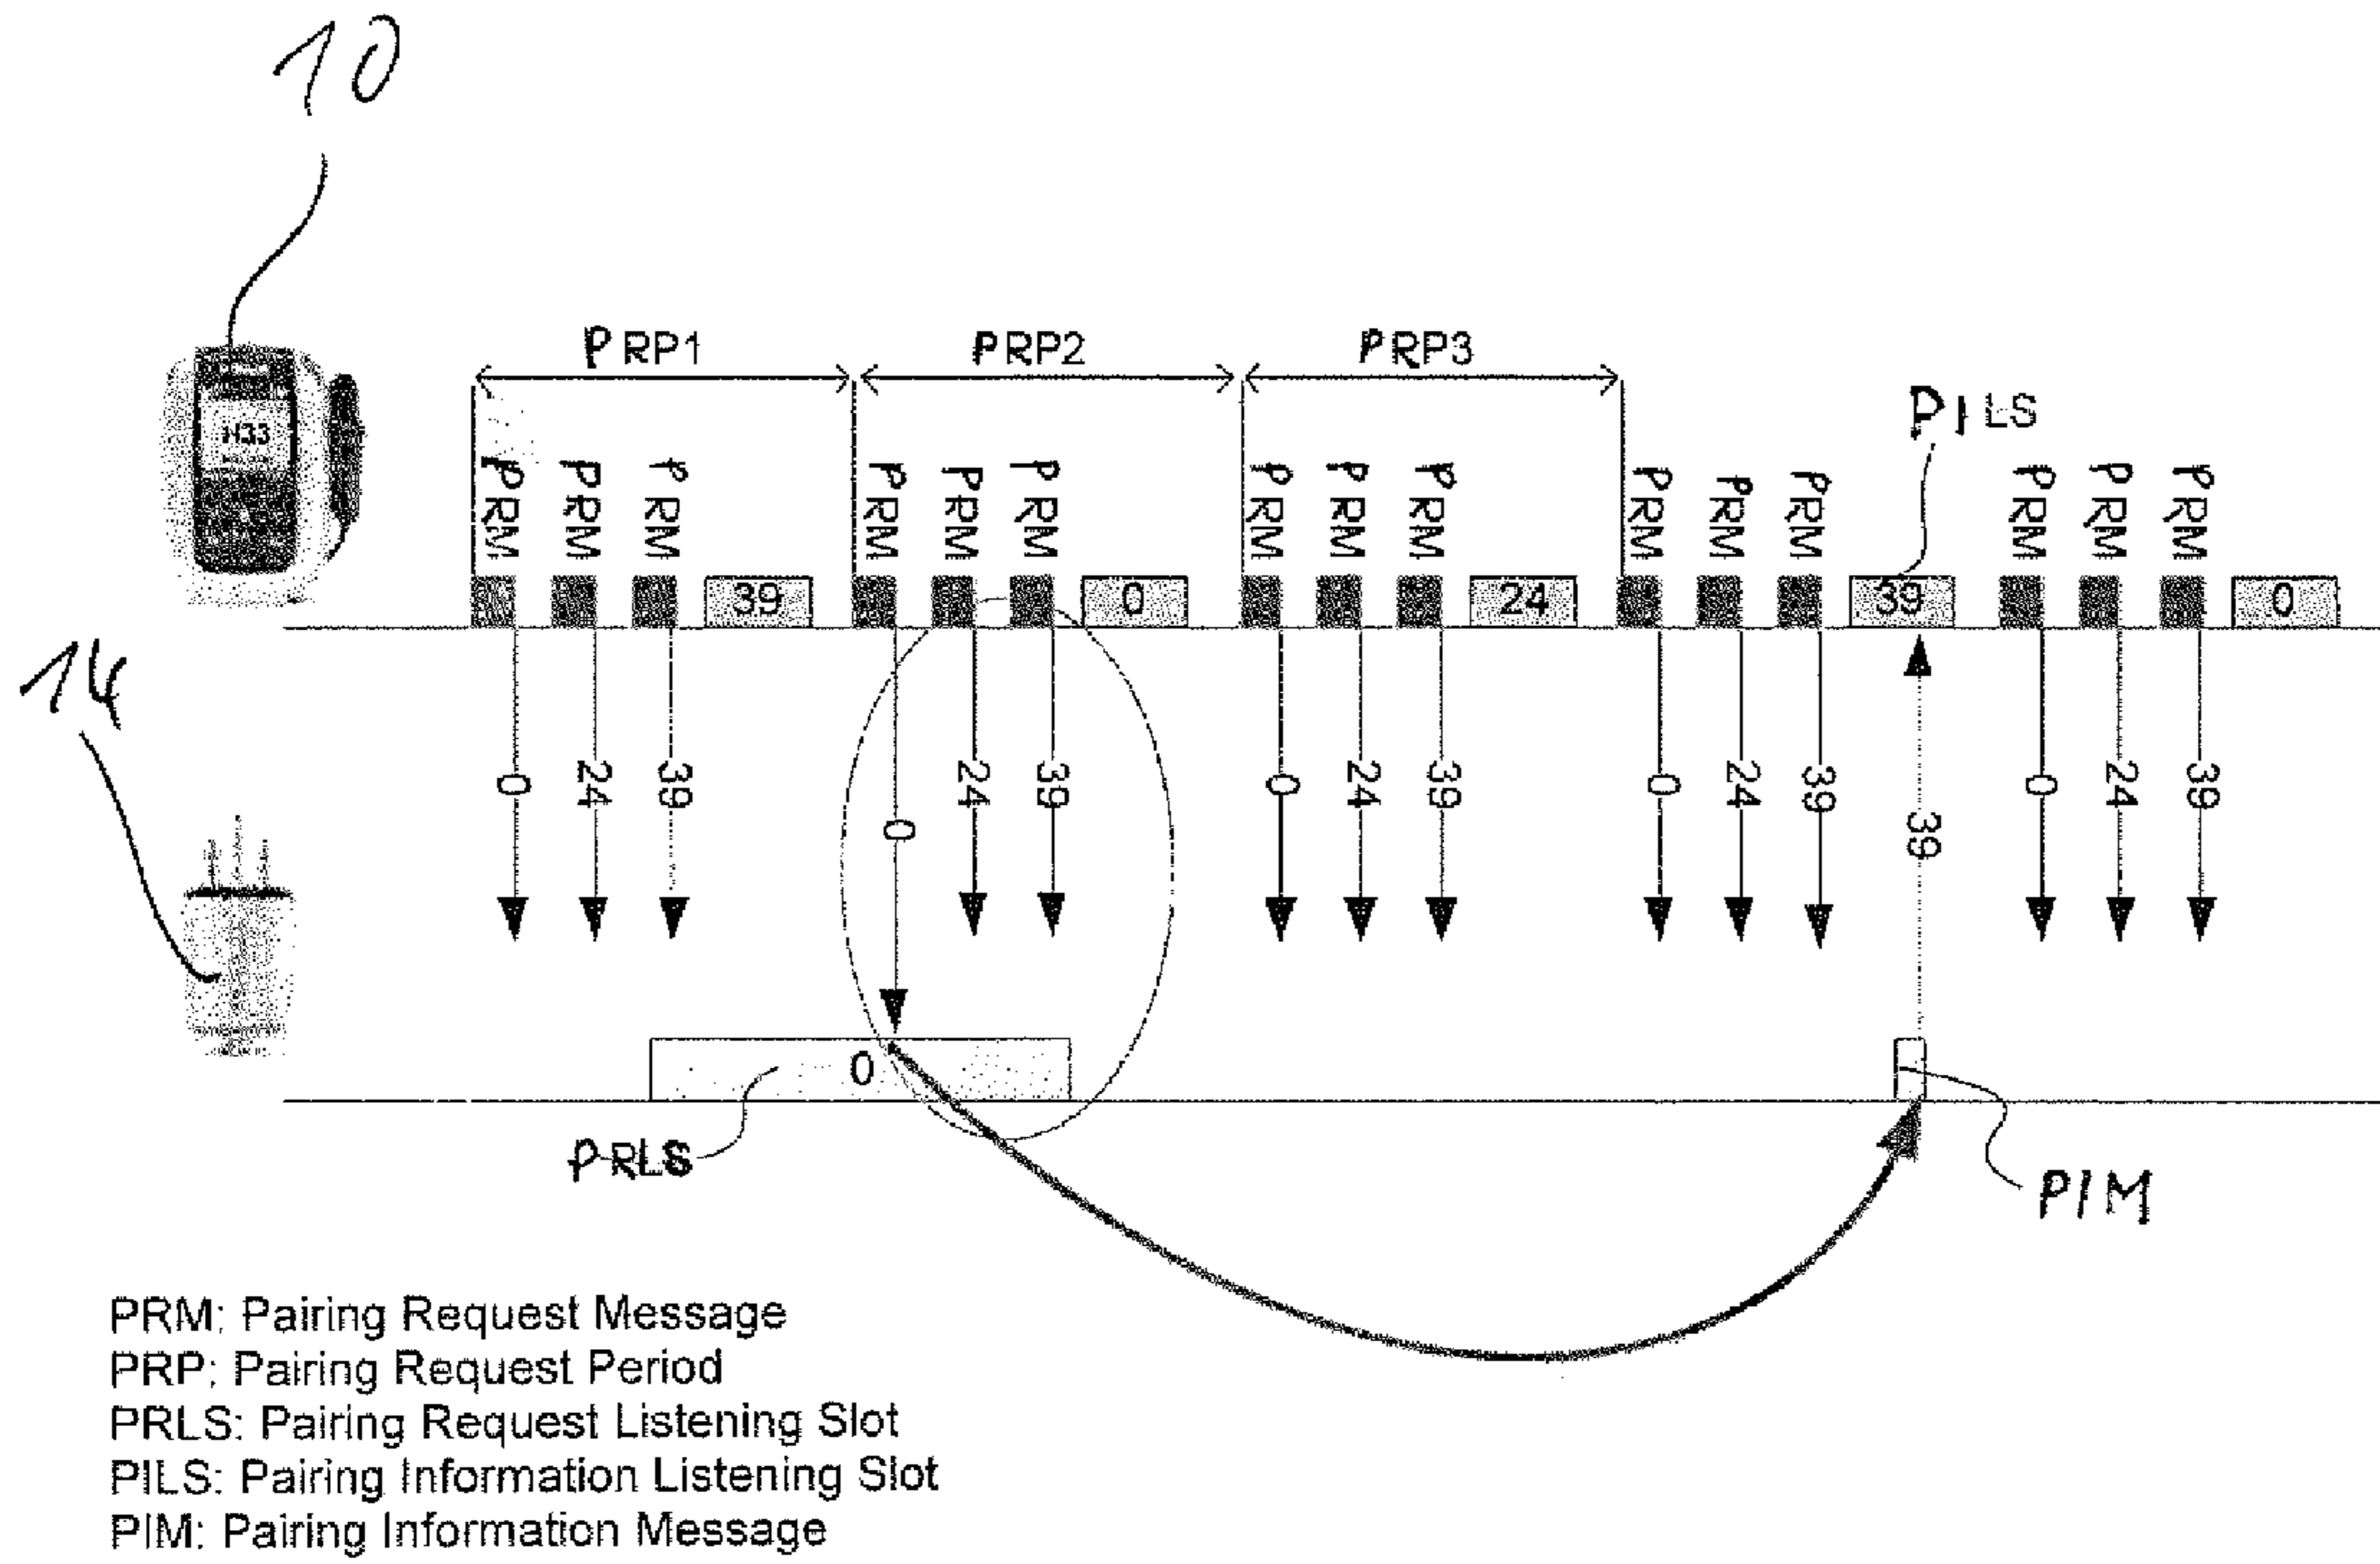 10
PRP1 PRP2 PRP3
PILS
H33
PRM PRM PRM PRM PRM PRM PRM PRM PRM PRM PRM PRM PRM PRM PRM
39 0 24 39 0
14
0 24 39 0 24 39 0 24 39 0 24 39 39 0 24 39
0
PRLS
PIM
PRM: Pairing Request Message
PRP: Pairing Request Period
PRLS: Pairing Request Listening Slot
PILS: Pairing Information Listening Slot
PIM: Pairing Information Message